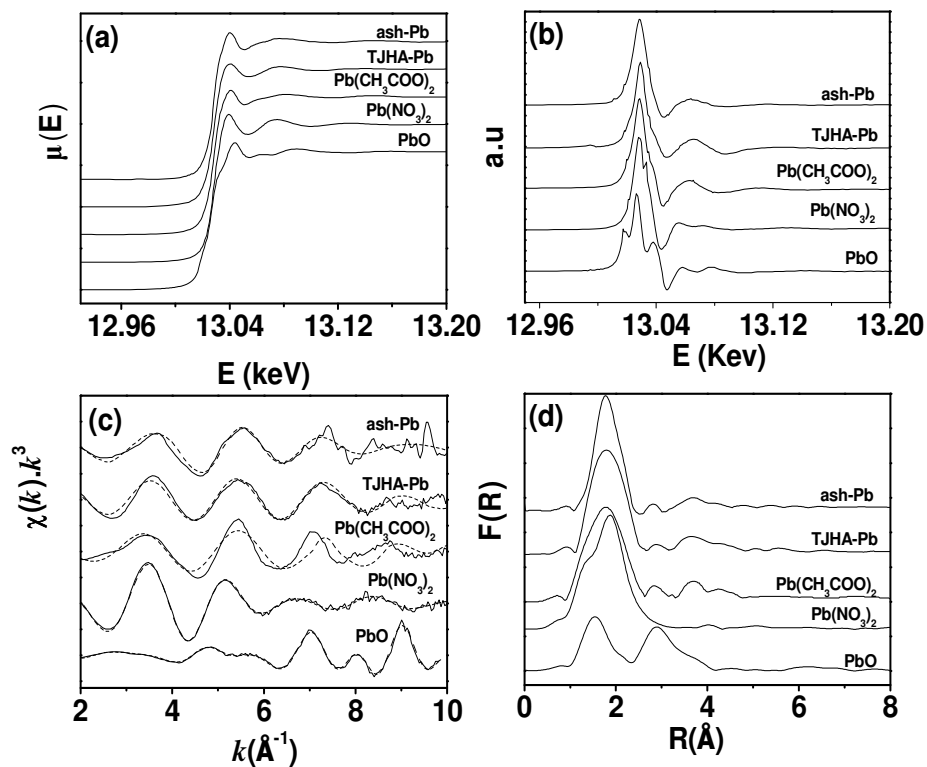 (a)
ash-Pb
TJHA-Pb
Pb(CH₃COO)₂
Pb(NO₃)₂
PbO
μ(E)
12.96 13.04 13.12 13.20
E (keV)
(b)
ash-Pb
TJHA-Pb
Pb(CH₃COO)₂
Pb(NO₃)₂
PbO
a.u
12.96 13.04 13.12 13.20
E (Kev)
(c)
ash-Pb
TJHA-Pb
Pb(CH₃COO)₂
Pb(NO₃)₂
PbO
χ(k).k³
2 4 6 8 10
k(Å⁻¹)
(d)
ash-Pb
TJHA-Pb
Pb(CH₃COO)₂
Pb(NO₃)₂
PbO
F(R)
0 2 4 6 8
R(Å)